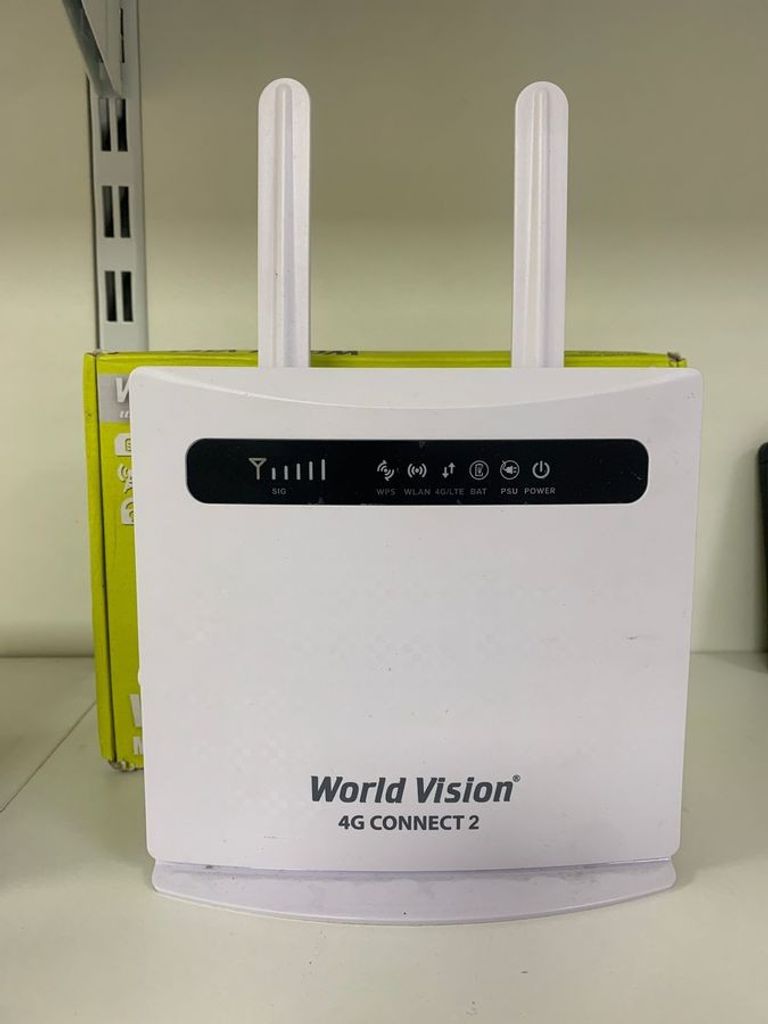 SIG
WPS WLAN 4G/LTE BAT PSU POWER
World Vision®
4G CONNECT 2